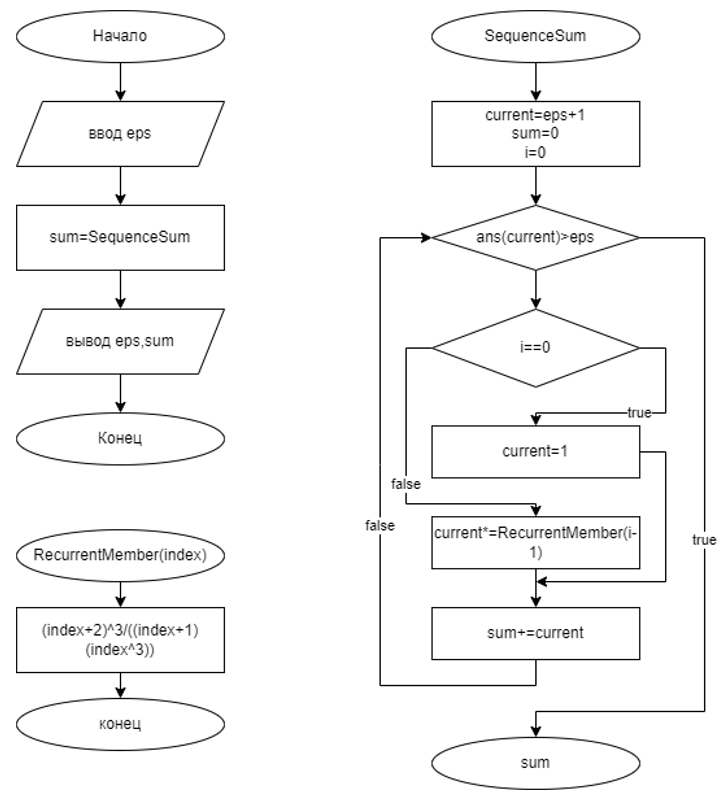 Начало
ввод eps
sum=SequenceSum
вывод eps,sum
Конец
RecurrentMember(index)
(index+2)^3/((index+1)
(index^3))
конец
SequenceSum
current=eps+1
sum=0
i=0
ans(current)>eps
i==0
true
current=1
false
current*=RecurrentMember(i-
1)
false
true
sum+=current
sum